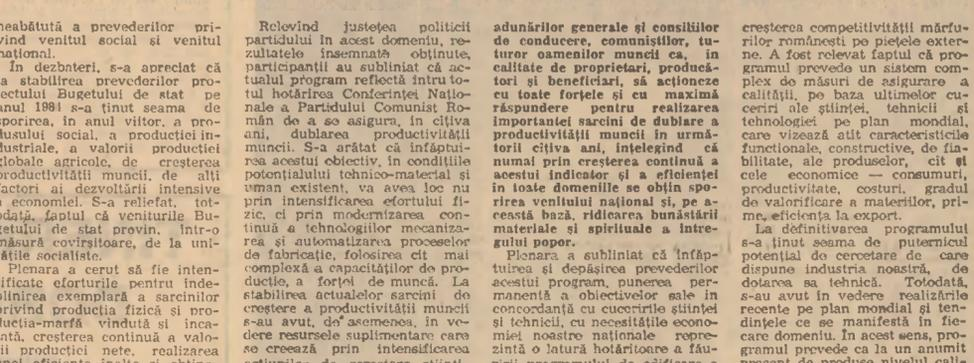 neabătută a prevederilor pri-
vind venitul social și venitul
național.
În dezbateri, s-a apreciat că
la stabilirea prevederilor pro-
iectului Bugetului de stat pe
anul 1984 s-a ținut seama de
sporirea, în anul viitor, a pro-
dusului social, a producției in-
dustriale, a valorii producției
globale agricole, de creșterea
productivității muncii, de alți
factori ai dezvoltării intensive
a economiei. S-a reliefat, tot-
odată, faptul că veniturile Bu-
getului de stat provin, într-o
măsură covîrșitoare, de la uni-
tățile socialiste.
Plenara a cerut să fie inten-
sificate eforturile pentru înde-
plinirea exemplară a sarcinilor
privind producția fizică și pro-
ducția-marfă vîndută și înca-
sată, creșterea continuă a valo-
rii producției nete, realizarea
Relevînd justețea politicii
partidului în acest domeniu, re-
zultatele însemnate obținute,
participanții au subliniat că ac-
tualul program reflectă întru to-
tul hotărîrea Conferinței Națio-
nale a Partidului Comunist Ro-
mân de a se asigura, în cîțiva
ani, dublarea productivității
muncii. S-a arătat că înfăptui-
rea acestui obiectiv, în condițiile
potențialului tehnico-material și
uman existent, va avea loc nu
prin intensificarea efortului fi-
zic, ci prin modernizarea con-
tinuă a tehnologiilor mecaniza-
rea și automatizarea proceselor
de fabricație, folosirea cît mai
complexă a capacităților de pro-
ducție, a forței de muncă. La
stabilirea actualelor sarcini de
creștere a productivității muncii
s-au avut, de asemenea, în ve-
dere resursele suplimentare care
se creează prin intensificarea
adunărilor generale și consiliilor
de conducere, comuniștilor, tu-
turor oamenilor muncii ca, în
calitate de proprietari, producă-
tori și beneficiari, să acționeze
cu toate forțele și cu maximă
răspundere pentru realizarea
importantei sarcini de dublare a
productivității muncii în urmă-
torii cîțiva ani, înțelegînd că
numai prin creșterea continuă a
acestui indicator și a eficienței
în toate domeniile se obțin spo-
rirea venitului național și, pe a-
ceastă bază, ridicarea bunăstării
materiale și spirituale a între-
gului popor.
Plenara a subliniat că înfăp-
tuirea și depășirea prevederilor
acestui program, punerea per-
manentă a obiectivelor sale în
concordanță cu cuceririle științei
și tehnicii, cu necesitățile econo-
miei noastre naționale repre-
zintă o latură hotărîtoare a fău-
creșterea competitivității mărfu-
rilor românești pe piețele exter-
ne. A fost relevat faptul că pro-
gramul prevede un sistem com-
plex de măsuri de asigurare a
calității, pe baza ultimelor cu-
ceriri ale științei, tehnicii și
tehnologiei pe plan mondial,
care vizează atît caracteristicile
funcționale, constructive, de fia-
bilitate, ale produselor, cît și
cele economice — consumuri,
productivitate, costuri, gradul
de valorificare a materiilor, pri-
me, eficiența la export.
La definitivarea programului
s-a ținut seama de puternicul
potențial de cercetare de care
dispune industria noastră, de
dotarea sa tehnică. Totodată,
s-au avut în vedere realizările
recente pe plan mondial și ten-
dințele ce se manifestă în fie-
care domeniu. În acest sens, pro-
gramul prevede ca la un anumit